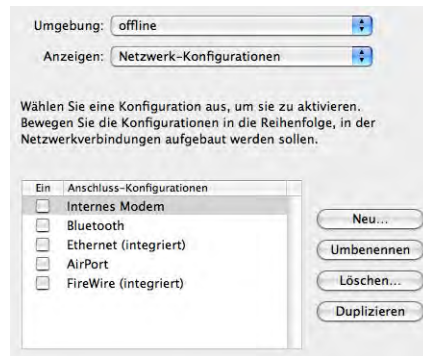 Umgebung: offline
Anzeigen: Netzwerk-Konfigurationen
Wählen Sie eine Konfiguration aus, um sie zu aktivieren.
Bewegen Sie die Konfigurationen in die Reihenfolge, in der
Netzwerkverbindungen aufgebaut werden sollen.
Ein Anschluss-Konfigurationen
Internes Modem
Bluetooth
Ethernet (integriert)
AirPort
FireWire (integriert)
Neu...
Umbenennen
Löschen...
Duplizieren